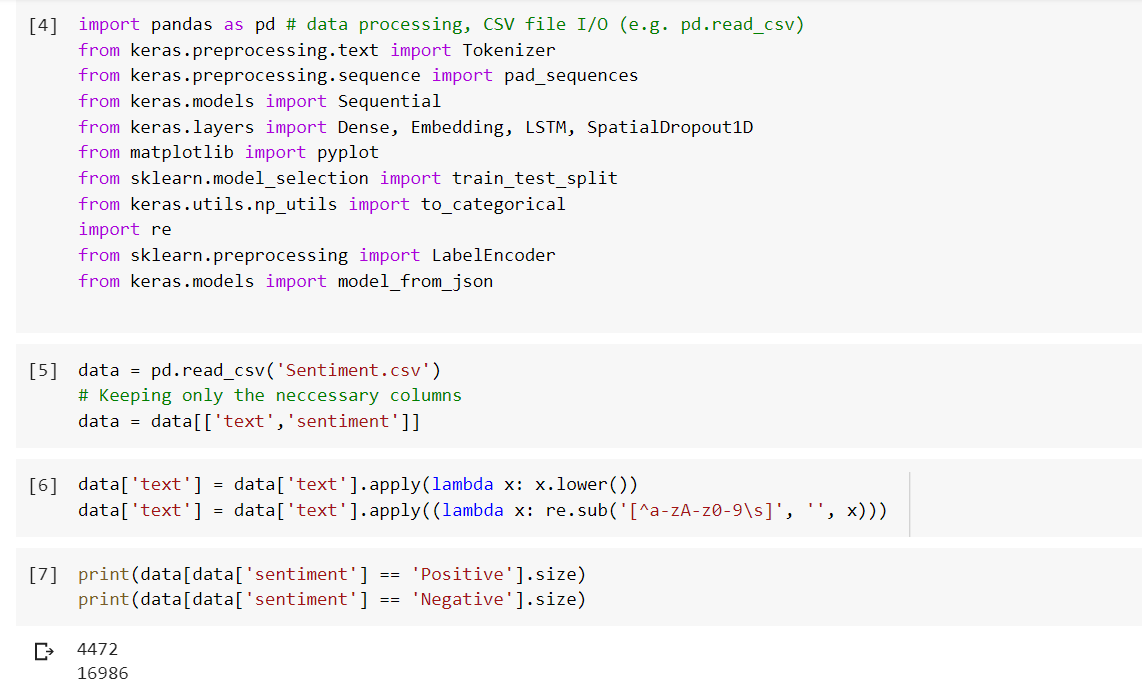 [4] import pandas as pd # data processing, CSV file I/O (e.g. pd.read_csv)
from keras.preprocessing.text import Tokenizer
from keras.preprocessing.sequence import pad_sequences
from keras.models import Sequential
from keras.layers import Dense, Embedding, LSTM, SpatialDropout1D
from matplotlib import pyplot
from sklearn.model_selection import train_test_split
from keras.utils.np_utils import to_categorical
import re
from sklearn.preprocessing import LabelEncoder
from keras.models import model_from_json
[5] data = pd.read_csv('Sentiment.csv')
# Keeping only the neccessary columns
data = data[['text','sentiment']]
[6] data['text'] = data['text'].apply(lambda x: x.lower())
data['text'] = data['text'].apply((lambda x: re.sub('[^a-zA-z0-9\s]', '', x)))
[7] print(data[data['sentiment'] == 'Positive'].size)
print(data[data['sentiment'] == 'Negative'].size)
4472
16986